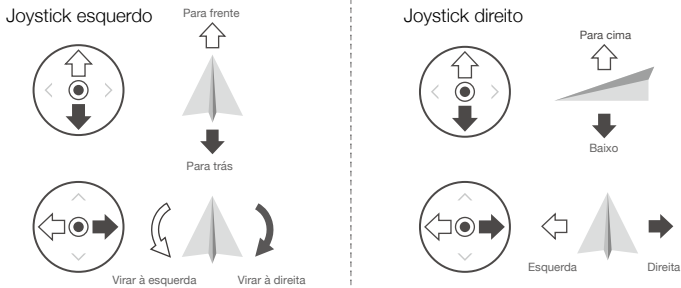 Joystick esquerdo
Para frente
Para trás
Virar à esquerda
Virar à direita
Joystick direito
Para cima
Baixo
Esquerda
Direita